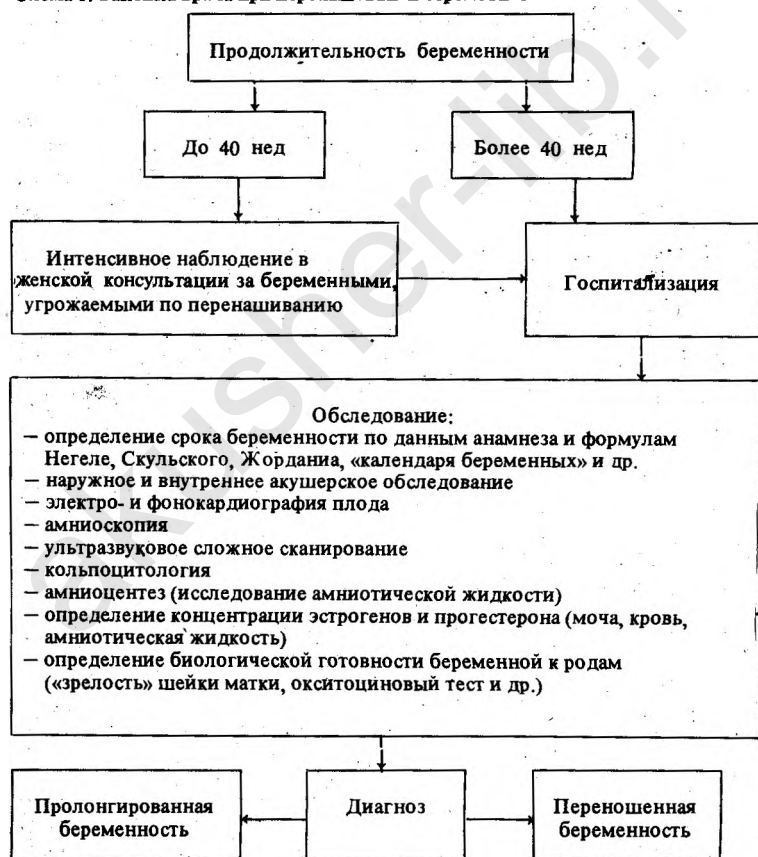 Продолжительность беременности
До 40 нед
Более 40 нед
Интенсивное наблюдение в
женской консультации за беременными,
угрожаемыми по перенашиванию
Госпитализация
Обследование:
— определение срока беременности по данным анамнеза и формулам
Негеле, Скульского, Жорданиа, «календаря беременных» и др.
— наружное и внутреннее акушерское обследование
— электро- и фонокардиография плода
— амниоскопия
— ультразвуковое сложное сканирование
— кольпоцитология
— амниоцентез (исследование амниотической жидкости)
— определение концентрации эстрогенов и прогестерона (моча, кровь,
амниотическая жидкость)
— определение биологической готовности беременной к родам
(«зрелость» шейки матки, окситоциновый тест и др.)
Пролонгированная
беременность
Диагноз
Переношенная
беременность
akusher-lib.r